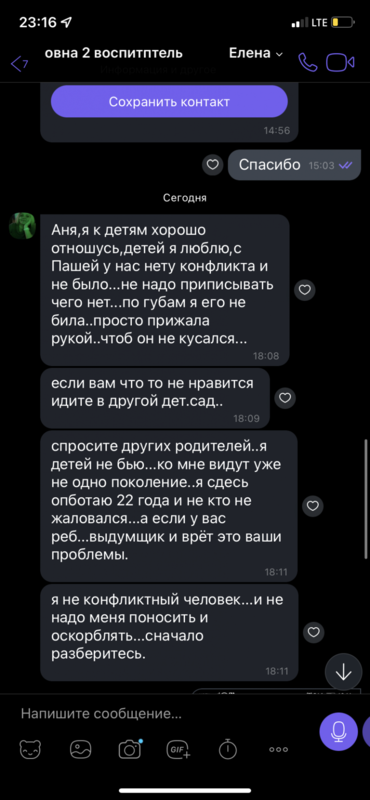 23:16
LTE
7
овна 2 воспитптель
Елена
Сохранить контакт
14:56
Спасибо 15:03
Сегодня
Аня,я к детям хорошо
отношусь,детей я люблю,с
Пашей у нас нету конфликта и
не было...не надо приписывать
чего нет...по губам я его не
била..просто прижала
рукой..чтоб он не кусался...
18:08
если вам что то не нравится
идите в другой дет.сад..
18:09
спросите других родителей..я
детей не бью...ко мне видут уже
не одно поколение..я сдесь
опботаю 22 года и не кто не
жаловался...а если у вас
реб...выдумщик и врёт это ваши
проблемы.
18:11
я не конфликтный человек...и не
надо меня поносить и
оскорблять...сначало
разберитесь.
18:11
Напишите сообщение...
GIF